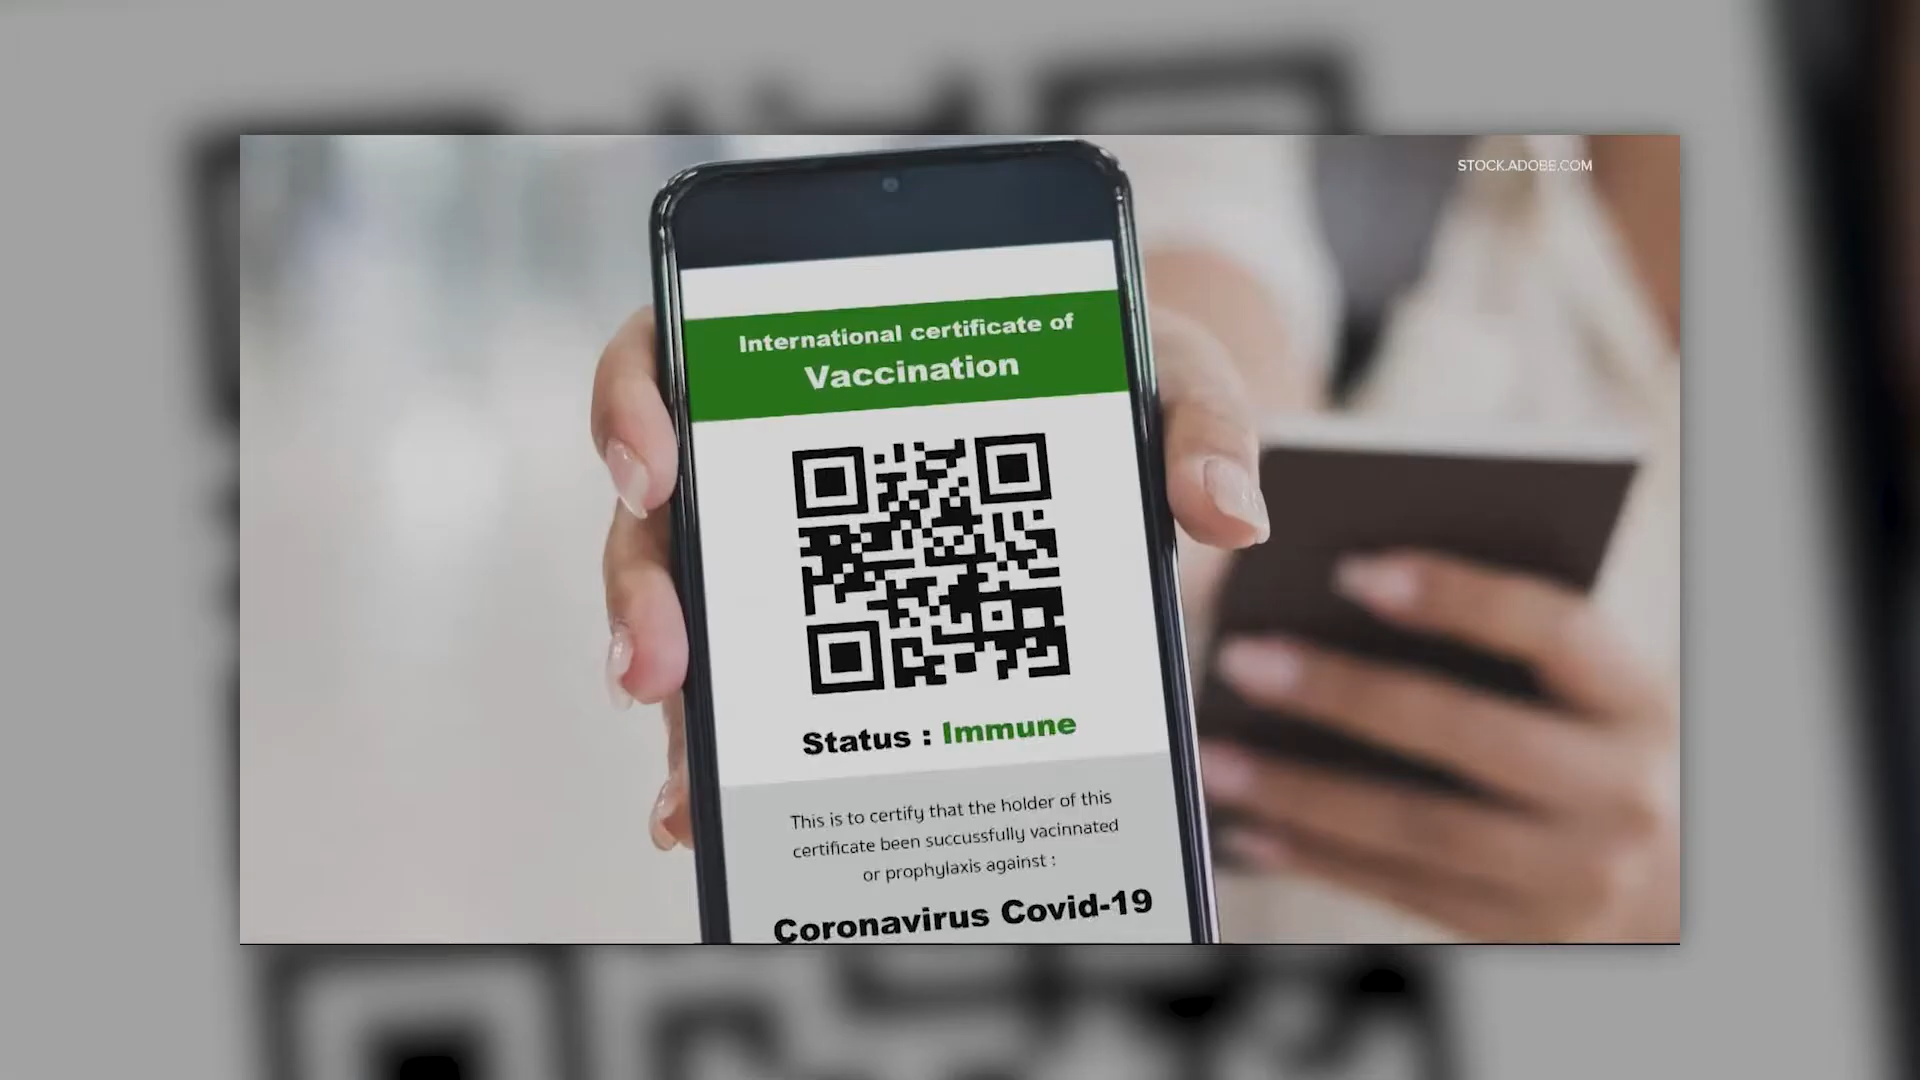 STOCK.ADOBE.COM
International certificate of
Vaccination
Status : Immune
This is to certify that the holder of this
certificate been succussfully vacinnated
or prophylaxis against :
Coronavirus Covid-19